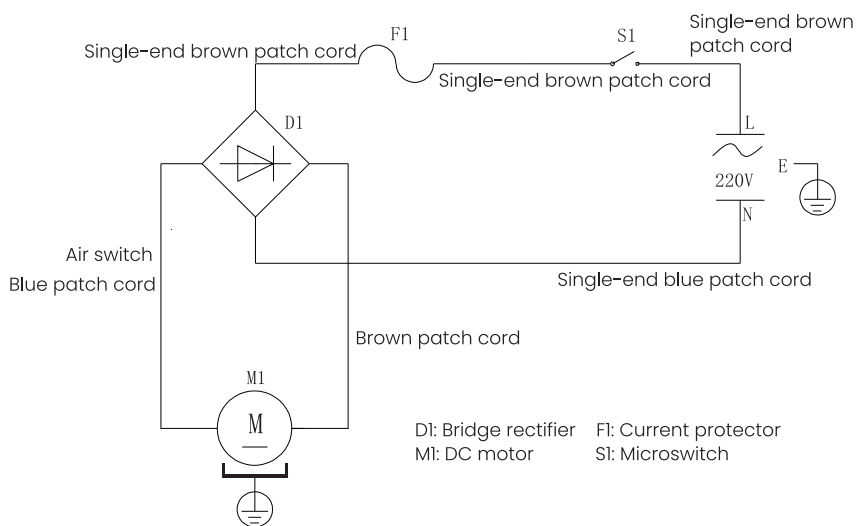 Single-end brown
patch cord
F1
S1
Single-end brown patch cord
Single-end brown patch cord
D1
L
E
220V
N
Air switch
Blue patch cord
Single-end blue patch cord
Brown patch cord
M1
M
D1: Bridge rectifier F1: Current protector
M1: DC motor S1: Microswitch